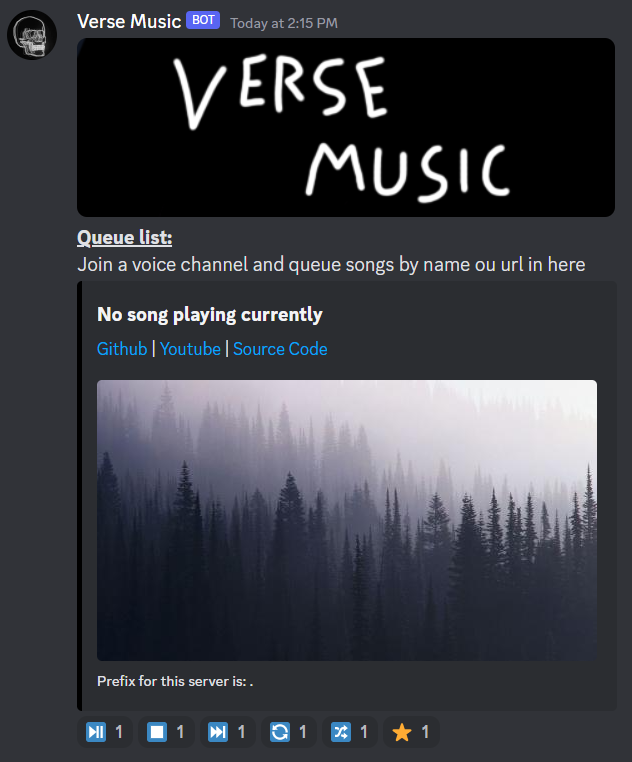 Verse Music BOT Today at 2:15 PM
VERSE
MUSIC
Queue list:
Join a voice channel and queue songs by name ou url in here
No song playing currently
Github | Youtube | Source Code
Prefix for this server is: .
1 1 1 1 1 1